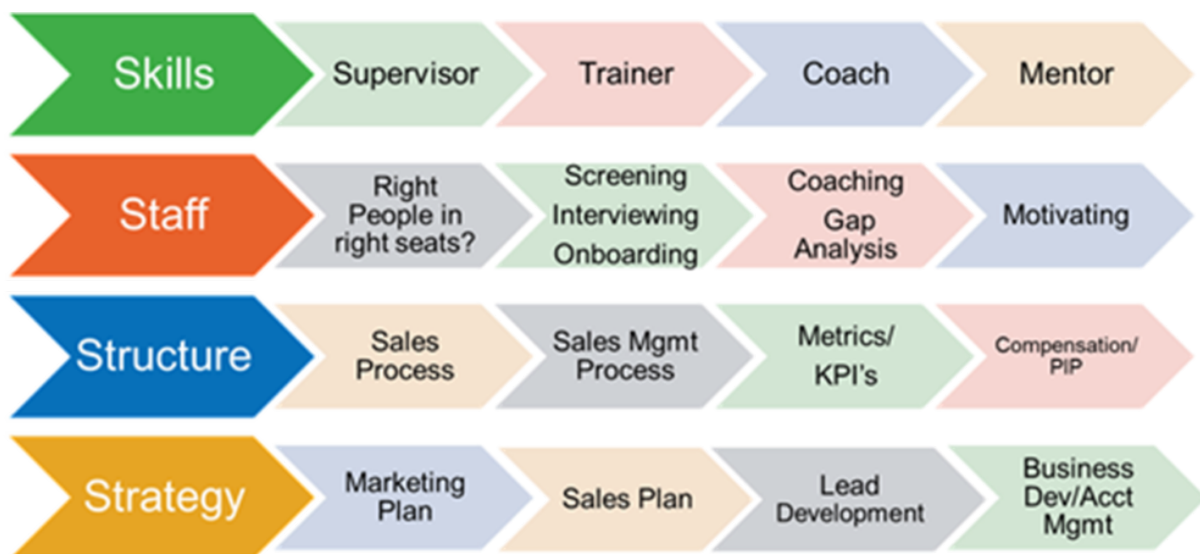 Skills
Supervisor
Trainer
Coach
Mentor
Staff
Right
People in
right seats?
Screening
Interviewing
Onboarding
Coaching
Gap
Analysis
Motivating
Structure
Sales
Process
Sales Mgmt
Process
Metrics/
KPI's
Compensation/
PIP
Strategy
Marketing
Plan
Sales Plan
Lead
Development
Business
Dev/Acct
Mgmt